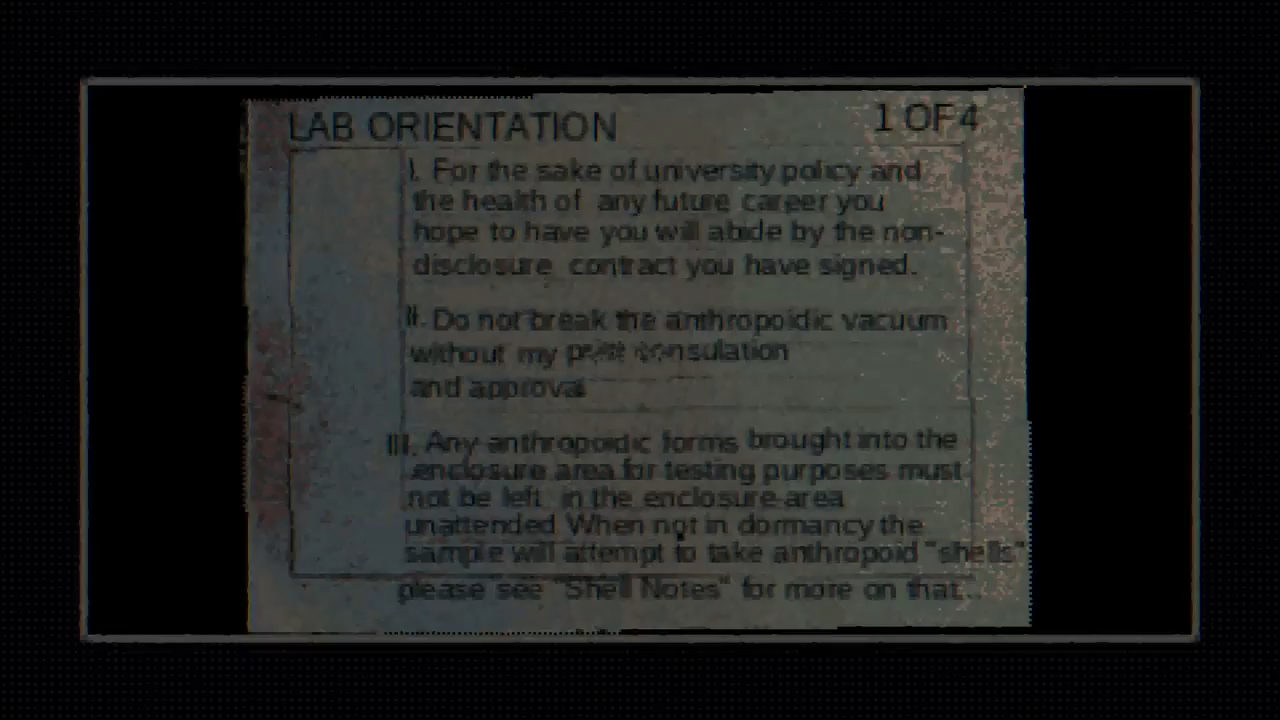 LAB ORIENTATION
1 OF 4
I. For the sake of university policy and
the health of any future career you
hope to have you will abide by the non-
disclosure contract you have signed.
II. Do not break the anthropoidic vacuum
without my consulation
and approval
III. Any anthropoidic forms brought into the
enclosure area for testing purposes must
not be left in the enclosure area
unattended When not in dormancy the
sample will attempt to take anthropoid "shells"
please see "Shell Notes" for more on that...